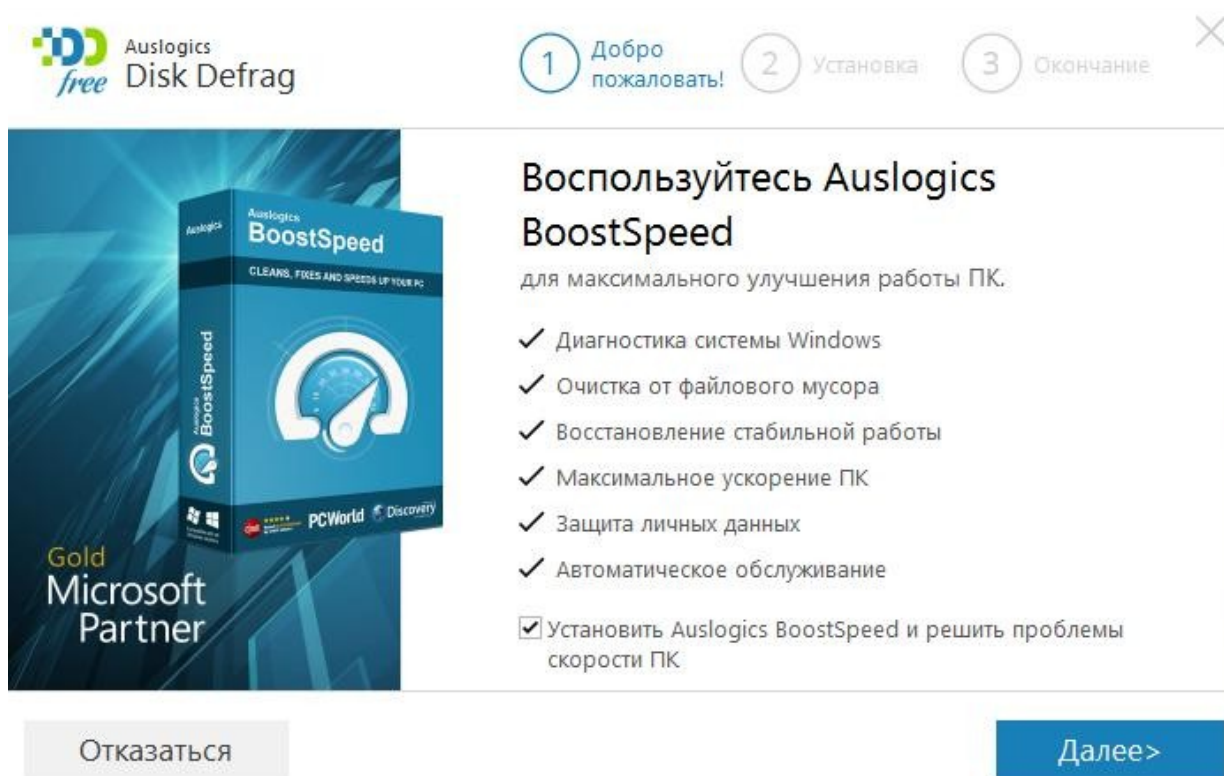 Auslogics
Disk Defrag
free
1
Добро
пожаловать!
2
Установка
3
Окончание
Auslogics
Auslogics
BoostSpeed
CLEANS, FIXES AND SPEEDS UP YOUR PC
Auslogics
BoostSpeed
PCWorld
Discovery
Gold
Microsoft
Partner
Воспользуйтесь Auslogics
BoostSpeed
для максимального улучшения работы ПК.
Диагностика системы Windows
Очистка от файлового мусора
Восстановление стабильной работы
Максимальное ускорение ПК
Защита личных данных
Автоматическое обслуживание
Установить Auslogics BoostSpeed и решить проблемы
скорости ПК
Отказаться
Далее>